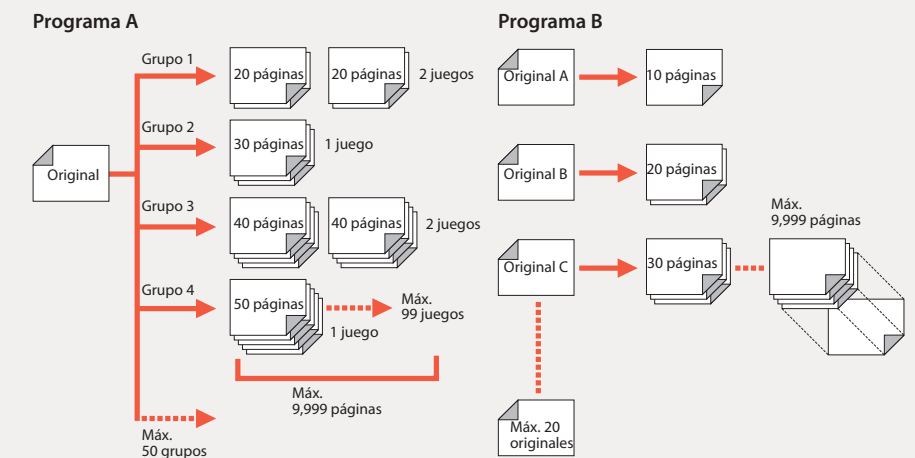 Programa A
Grupo 1
20 páginas
20 páginas
2 juegos
Grupo 2
30 páginas
1 juego
Original
Grupo 3
40 páginas
40 páginas
2 juegos
Grupo 4
50 páginas
1 juego
Máx.
99 juegos
Máx.
9,999 páginas
Máx.
50 grupos
Programa B
Original A
10 páginas
Original B
20 páginas
Original C
30 páginas
Máx.
9,999 páginas
Máx. 20
originales